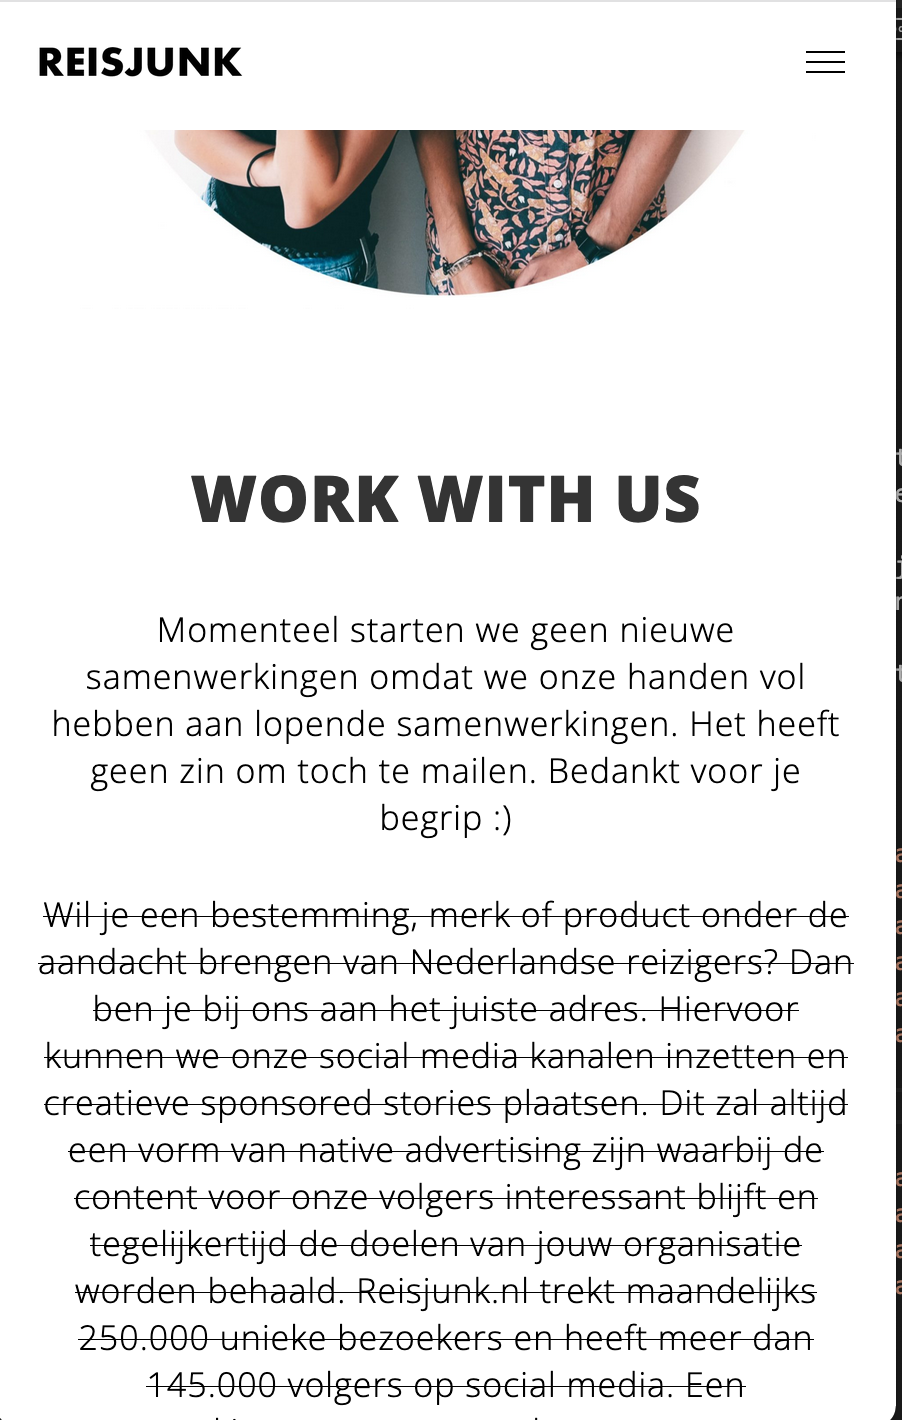 REISJUNK
WORK WITH US
Momenteel starten we geen nieuwe
samenwerkingen omdat we onze handen vol
hebben aan lopende samenwerkingen. Het heeft
geen zin om toch te mailen. Bedankt voor je
begrip :)
Wil je een bestemming, merk of product onder de
aandacht brengen van Nederlandse reizigers? Dan
ben je bij ons aan het juiste adres. Hiervoor
kunnen we onze social media kanalen inzetten en
creatieve sponsored stories plaatsen. Dit zal altijd
een vorm van native advertising zijn waarbij de
content voor onze volgers interessant blijft en
tegelijkertijd de doelen van jouw organisatie
worden behaald. Reisjunk.nl trekt maandelijks
250.000 unieke bezoekers en heeft meer dan
145.000 volgers op social media. Een